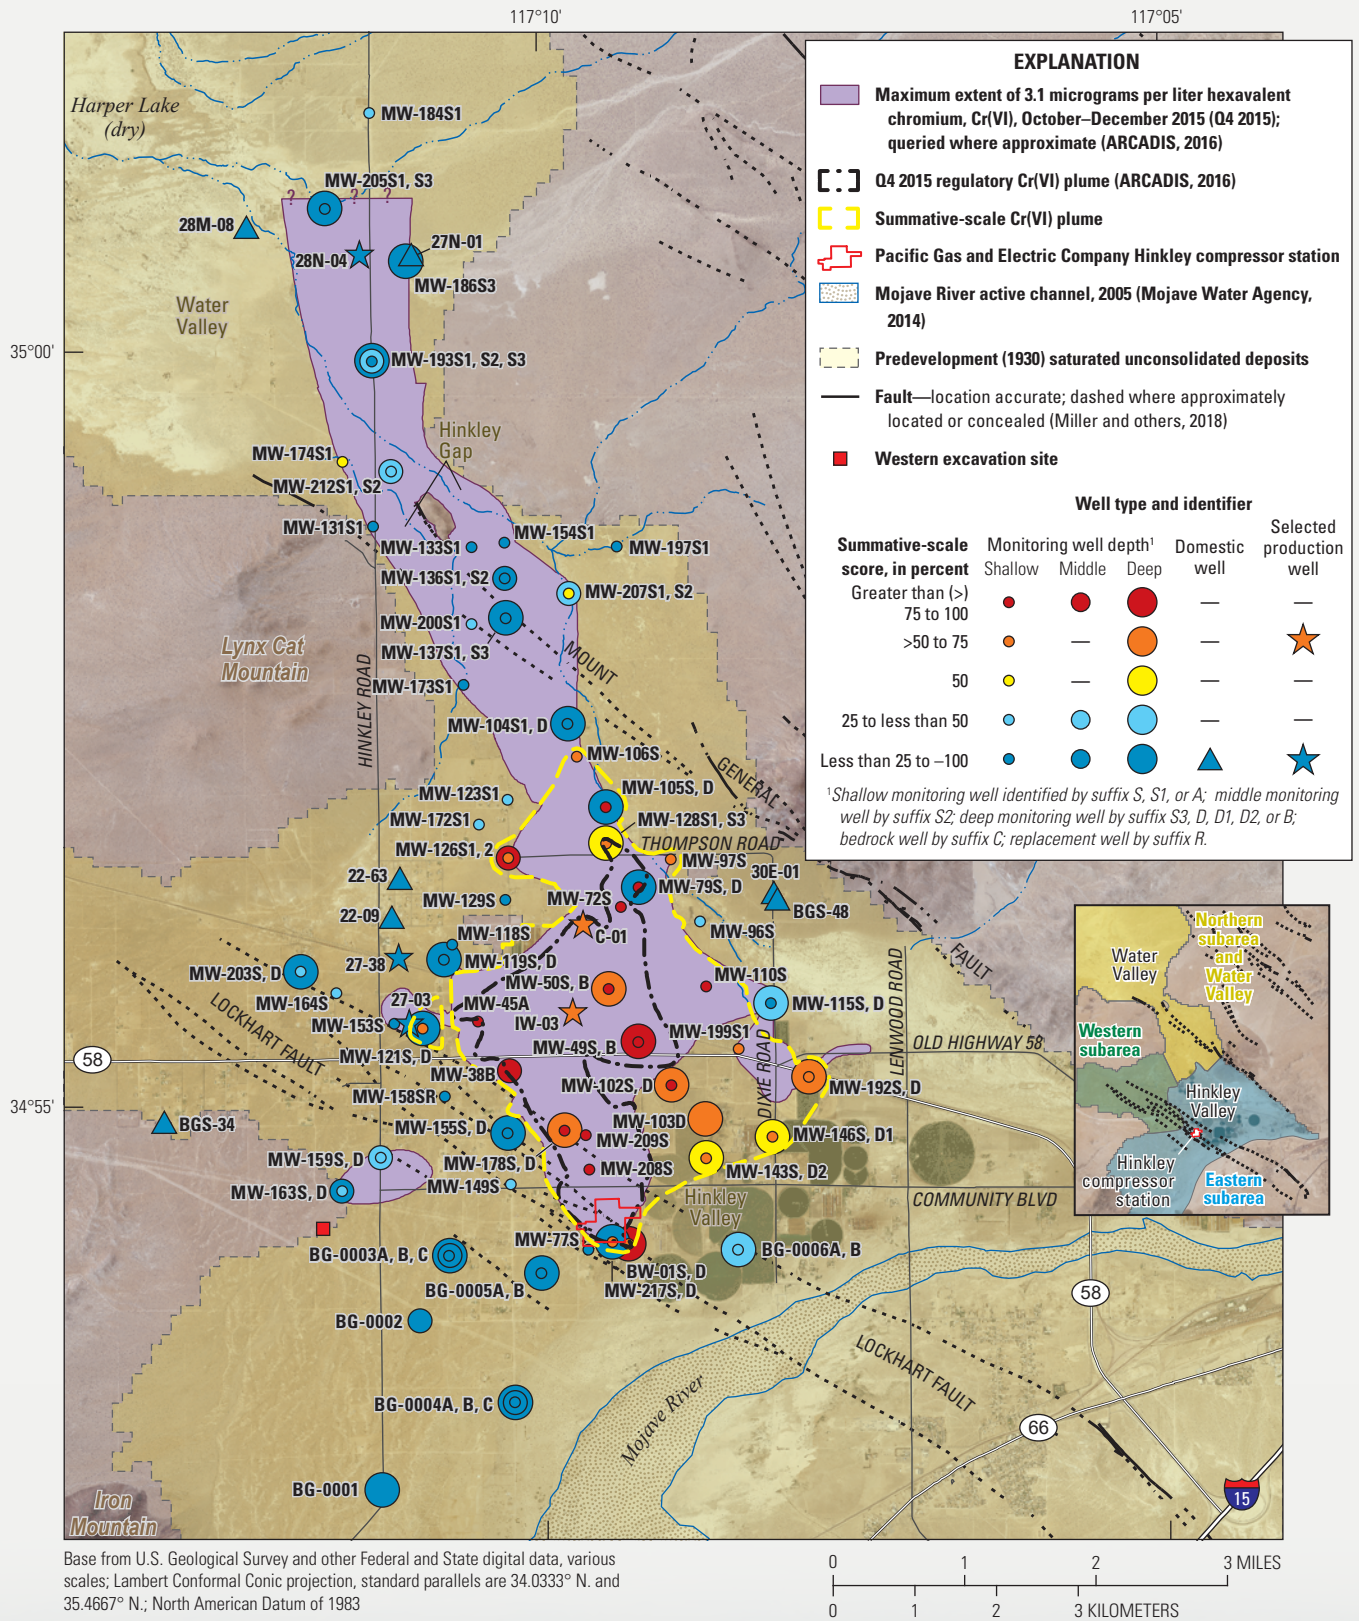 117°10'
117°05'
Harper Lake
(dry)
MW-184S1
MW-205S1, S3
? ? ?
28M-08
28N-04
27N-01
MW-186S3
Water
Valley
35°00'
MW-193S1, S2, S3
Hinkley
Gap
MW-174S1
MW-212S1, S2
MW-131S1
MW-133S1
MW-154S1
MW-197S1
MW-136S1, S2
MW-207S1, S2
MW-200S1
MW-137S1, S3
Lynx Cat
Mountain
HINKLEY ROAD
MOUNT
MW-173S1
MW-104S1, D
MW-106S
GENERAL
MW-105S, D
MW-123S1
MW-172S1
MW-128S1, S3
THOMPSON ROAD
MW-126S1, 2
MW-97S
22-63
30E-01
MW-79S, D
MW-129S
MW-72S
BGS-48
22-09
C-01
MW-96S
MW-118S
FAULT
27-38
MW-119S, D
MW-203S, D
MW-50S, B
MW-110S
LENWOOD ROAD
MW-164S
27-03
MW-45A
MW-115S, D
LOCKHART FAULT
MW-153S
IW-03
MW-199S1
MW-49S, B
OLD HIGHWAY 58
58
MW-121S, D
MW-38B
MW-102S, D
DIXIE ROAD
MW-192S, D
34°55'
MW-158SR
BGS-34
MW-155S, D
MW-103D
MW-209S
MW-146S, D1
MW-159S, D
MW-178S, D
MW-208S
MW-143S, D2
MW-163S, D
MW-149S
Hinkley
Valley
COMMUNITY BLVD
MW-77S
BG-0003A, B, C
BG-0006A, B
BW-01S, D
MW-217S, D
BG-0005A, B
58
BG-0002
LOCKHART FAULT
BG-0004A, B, C
Mojave River
66
BG-0001
Iron
Mountain
15
EXPLANATION
Maximum extent of 3.1 micrograms per liter hexavalent
chromium, Cr(VI), October–December 2015 (Q4 2015);
queried where approximate (ARCADIS, 2016)
Q4 2015 regulatory Cr(VI) plume (ARCADIS, 2016)
Summative-scale Cr(VI) plume
Pacific Gas and Electric Company Hinkley compressor station
Mojave River active channel, 2005 (Mojave Water Agency,
2014)
Predevelopment (1930) saturated unconsolidated deposits
Fault—location accurate; dashed where approximately
located or concealed (Miller and others, 2018)
Western excavation site
Well type and identifier
Summative-scale
score, in percent
Monitoring well depth1
Shallow Middle Deep
Domestic
well
Selected
production
well
Greater than (>)
75 to 100 — —
>50 to 75 — —
50 — — —
25 to less than 50 — —
Less than 25 to –100
1Shallow monitoring well identified by suffix S, S1, or A; middle monitoring
well by suffix S2; deep monitoring well by suffix S3, D, D1, D2, or B;
bedrock well by suffix C; replacement well by suffix R.
Northern
subarea
and
Water
Valley
Water
Valley
Western
subarea
Hinkley
Valley
Hinkley
compressor
station
Eastern
subarea
Base from U.S. Geological Survey and other Federal and State digital data, various
scales; Lambert Conformal Conic projection, standard parallels are 34.0333° N. and
35.4667° N.; North American Datum of 1983
0 1 2 3 MILES
0 1 2 3 KILOMETERS